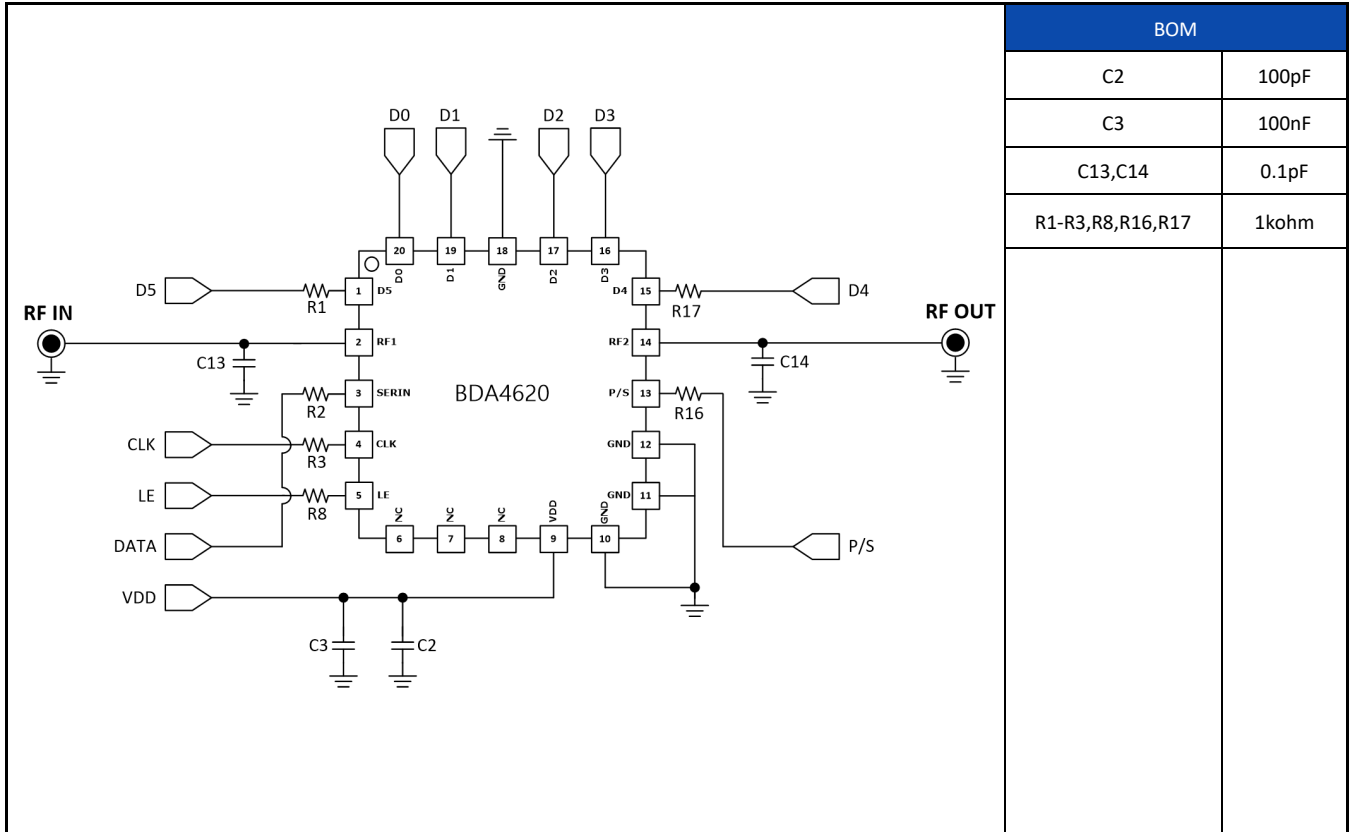 BOM
C2 100pF
C3 100nF
C13,C14 0.1pF
R1-R3,R8,R16,R17 1kohm
D0 D1 D2 D3
20 19 18 17 16
D0 D1 GND D2 D3
D5 R1 1 D5
D4 15 R17 D4
RF IN
RF OUT
C13 2 RF1
RF2 14 C14
R2 3 SERIN
BDA4620
P/S 13 R16
CLK R3 4 CLK
GND 12
LE R8 5 LE
GND 11
NC NC NC VDD GND
6 7 8 9 10
DATA
P/S
VDD
C3 C2